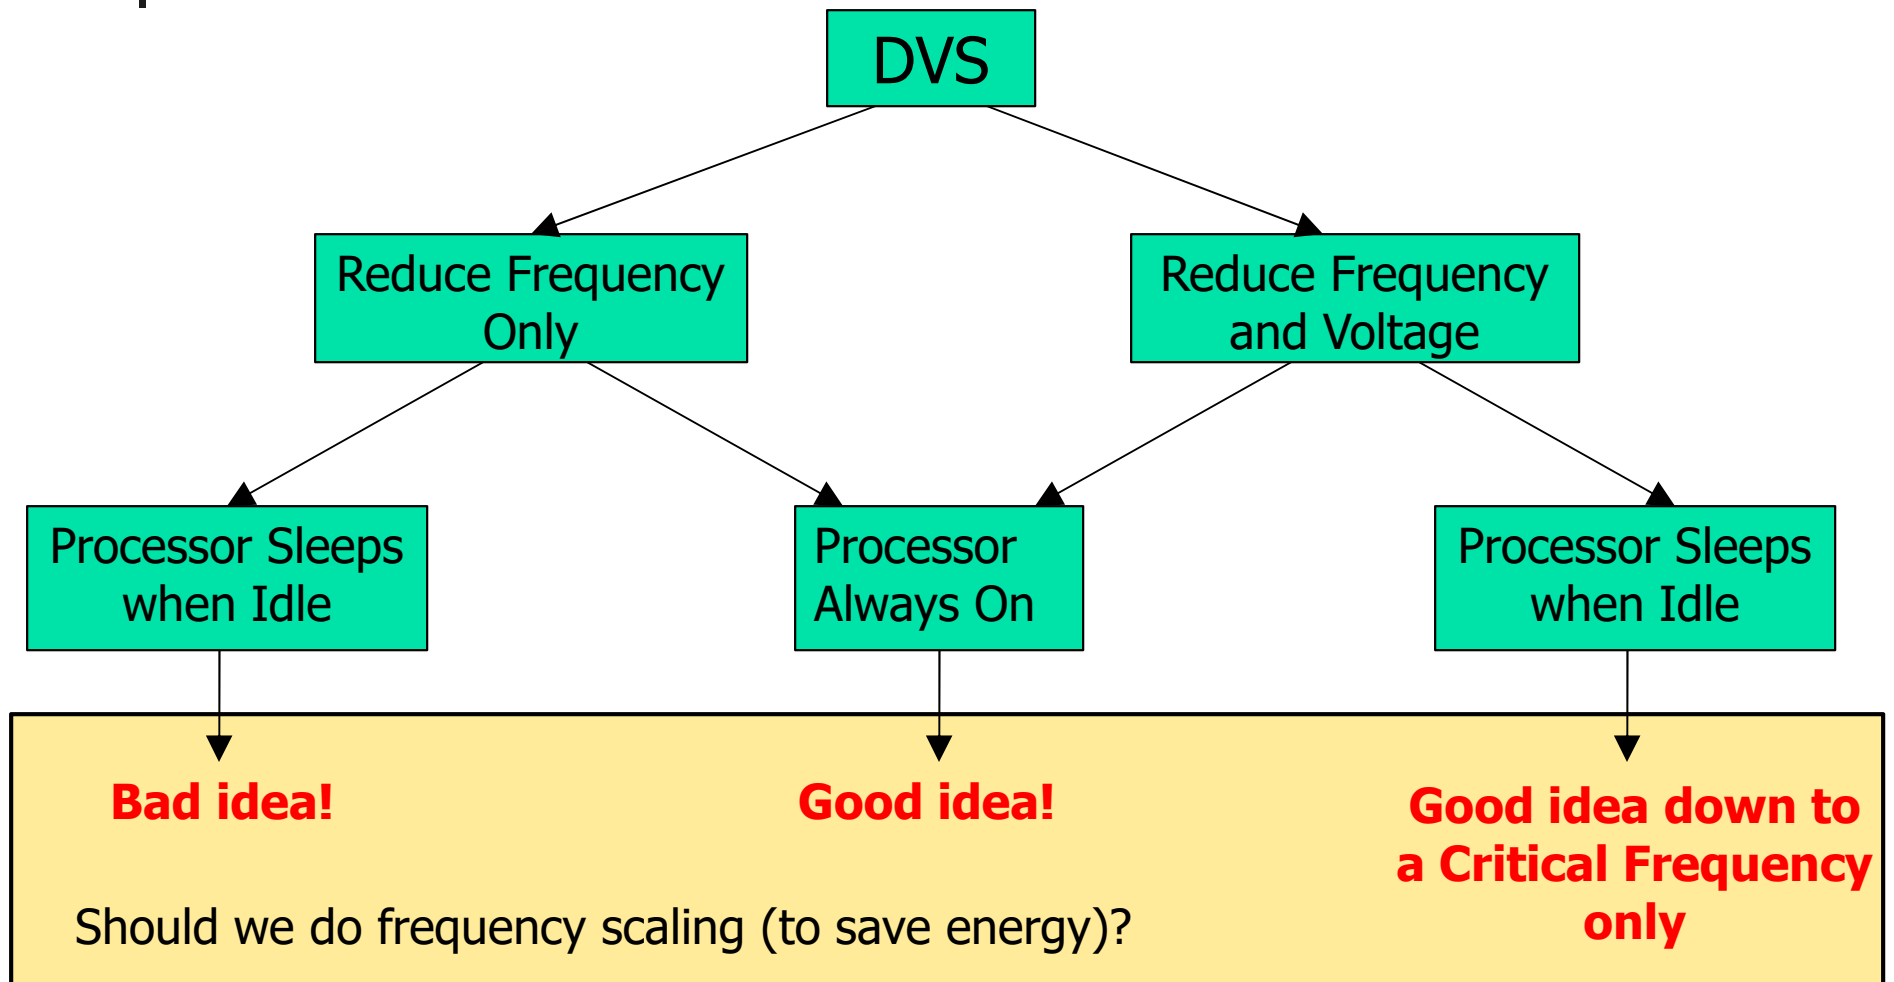 DVS
Reduce Frequency
Only
Reduce Frequency
and Voltage
Processor Sleeps
when Idle
Processor
Always On
Processor Sleeps
when Idle
Bad idea!
Good idea!
Good idea down to
a Critical Frequency
only
Should we do frequency scaling (to save energy)?